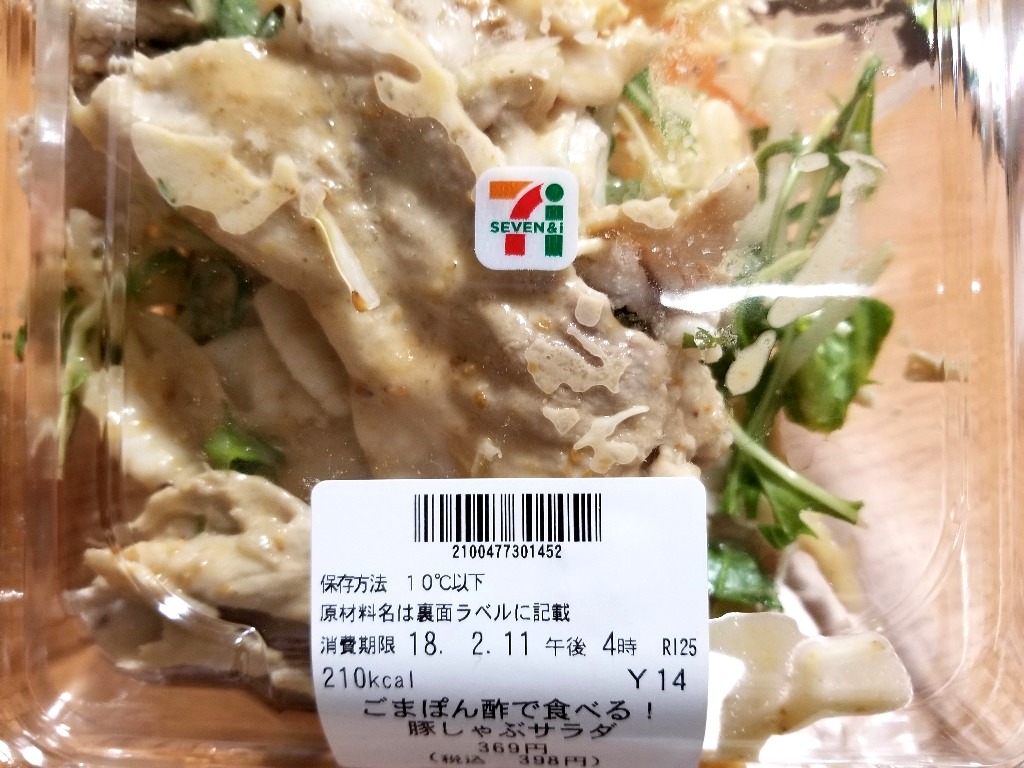 SEVEN&i
2100477301452
保存方法 10℃以下
原材料名は裏面ラベルに記載
消費期限 18. 2.11 午後 4時 RI25
210kcal Y14
ごまぽん酢で食べる!
豚しゃぶサラダ
369円
(税込 398円)